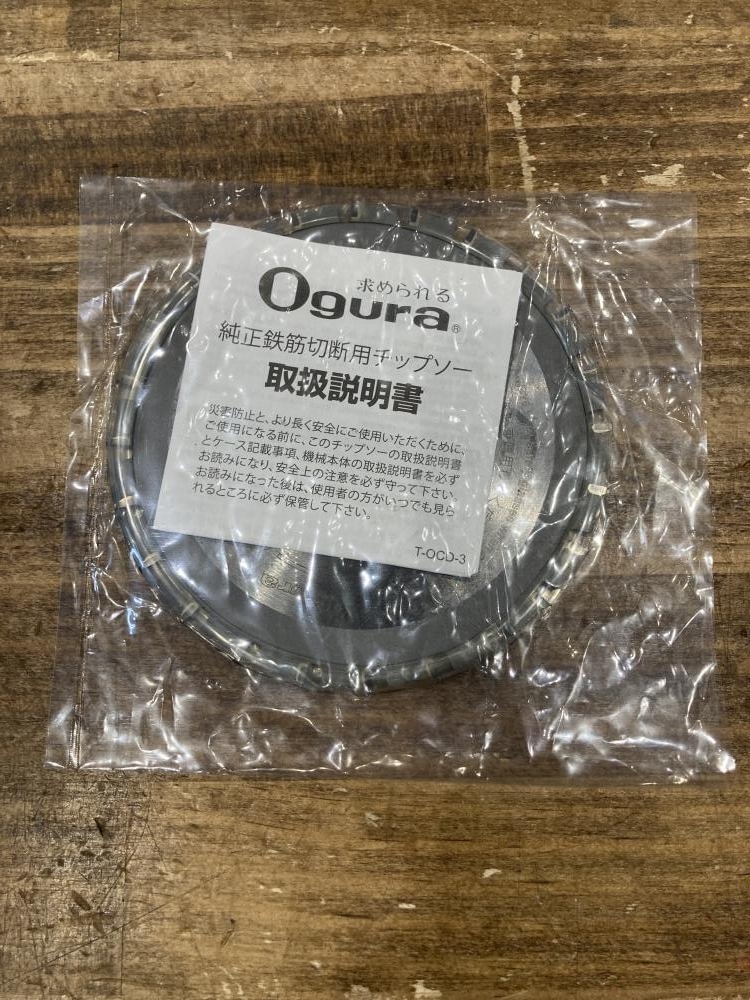 求められる
Ogura®
純正鉄筋切断用チップソー
取扱説明書
災害防止と、より長く安全にご使用いただくために、
ご使用になる前に、このチップソーの取扱説明書
とケース記載事項、機械本体の取扱説明書を必ず
お読みになり、安全上の注意を必ず守って下さい。
お読みになった後は、使用者の方がいつでも見ら
れるところに必ず保管して下さい。
T-OCD-3